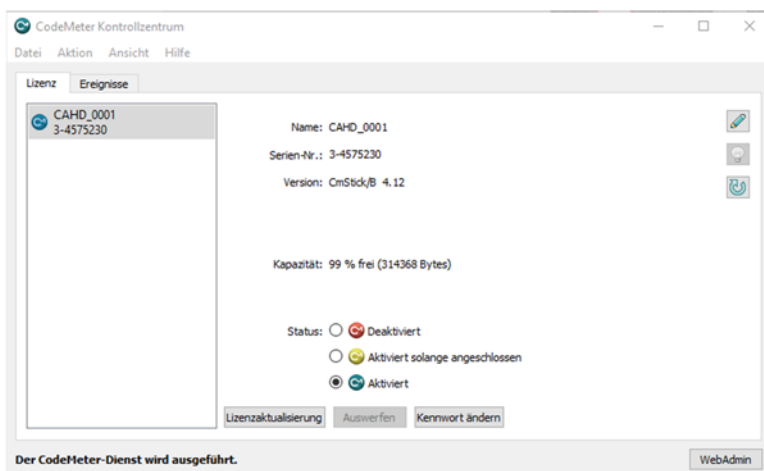 CodeMeter Kontrollzentrum
Datei Aktion Ansicht Hilfe
Lizenz Ereignisse
CAHD_0001
3-4575230
Name: CAHD_0001
Serien-Nr.: 3-4575230
Version: CmStick/B 4.12
Kapazität: 99 % frei (314368 Bytes)
Status: Deaktiviert
Aktiviert solange angeschlossen
Aktiviert
Lizenzaktualisierung Auswerfen Kennwort ändern
Der CodeMeter-Dienst wird ausgeführt. WebAdmin